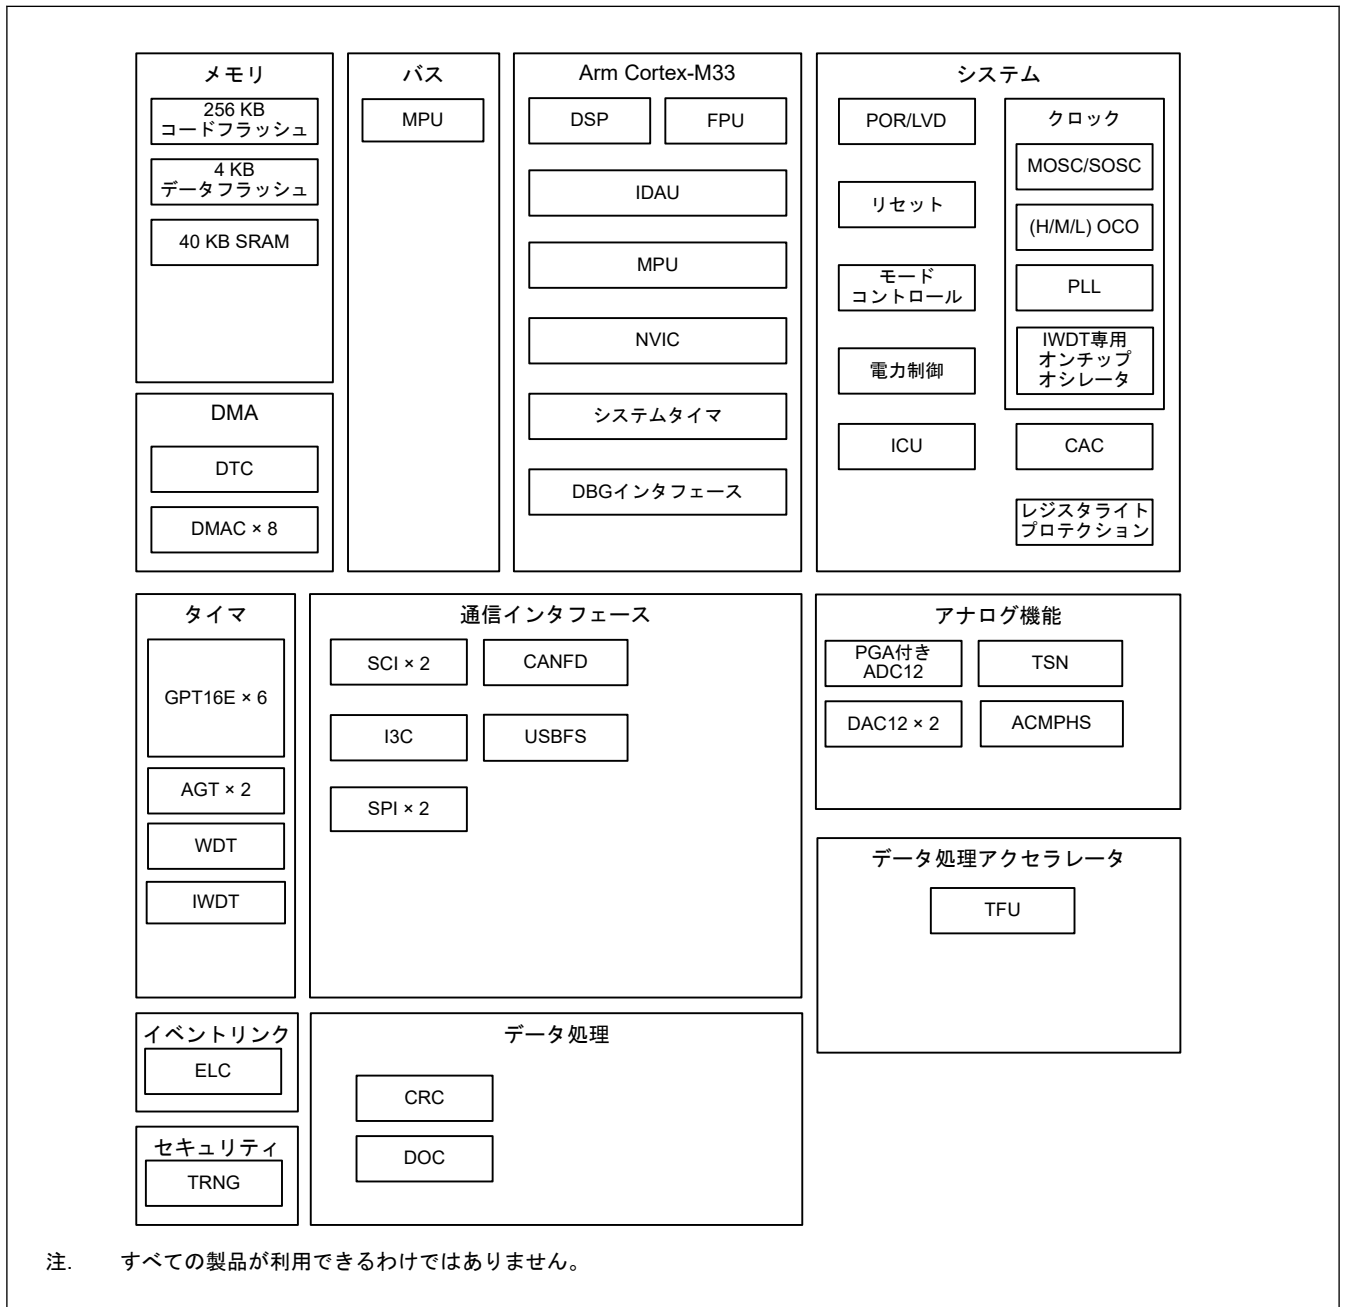 メモリ
256 KB
コードフラッシュ
4 KB
データフラッシュ
40 KB SRAM
バス
MPU
Arm Cortex-M33
DSP
FPU
IDAU
MPU
NVIC
システムタイマ
DBGインタフェース
システム
POR/LVD
リセット
モード
コントロール
電力制御
ICU
クロック
MOSC/SOSC
(H/M/L) OCO
PLL
IWDT専用
オンチップ
オシレータ
CAC
レジスタライト
プロテクション
DMA
DTC
DMAC × 8
タイマ
GPT16E × 6
AGT × 2
WDT
IWDT
通信インタフェース
SCI × 2
CANFD
I3C
USBFS
SPI × 2
アナログ機能
PGA付き
ADC12
TSN
DAC12 × 2
ACMPHS
データ処理アクセラレータ
TFU
イベントリンク
ELC
データ処理
CRC
DOC
セキュリティ
TRNG
注. すべての製品が利用できるわけではありません。